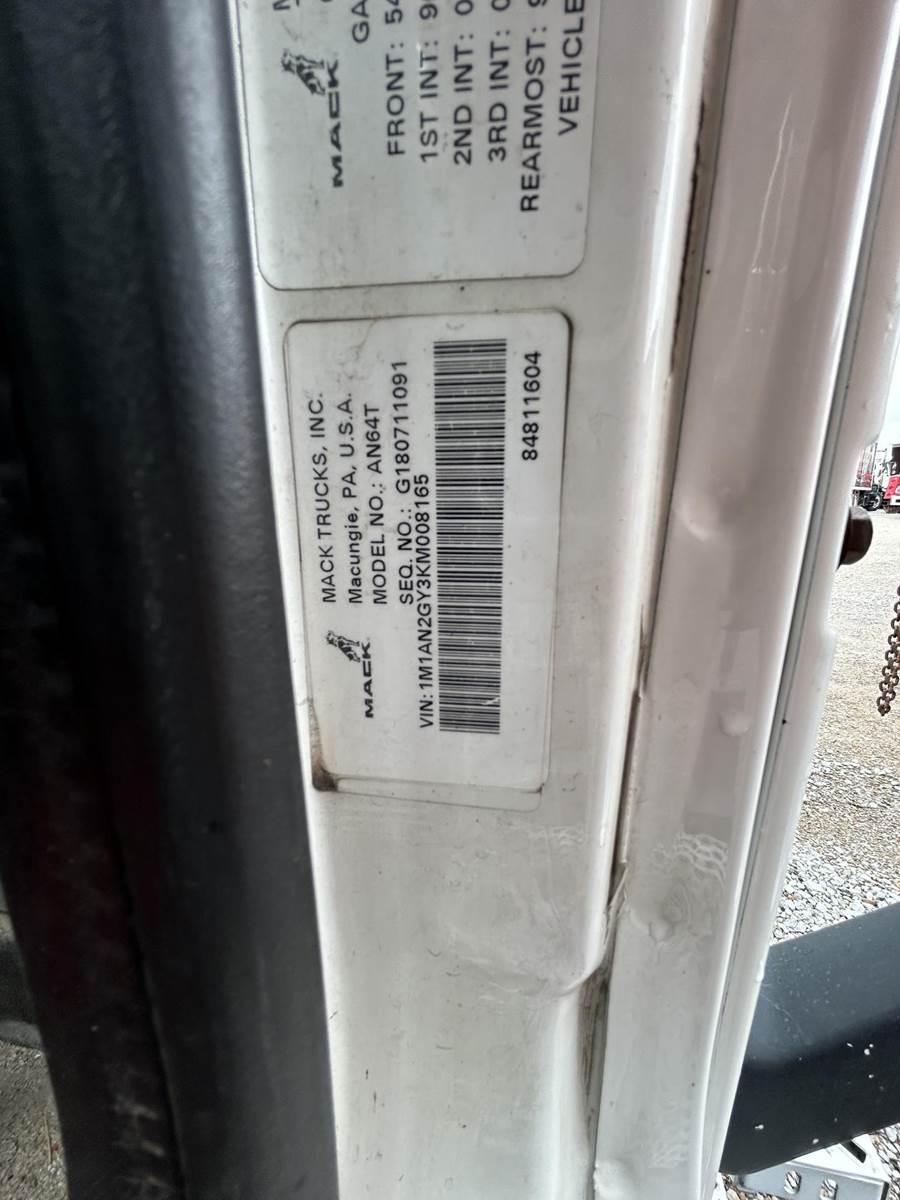 MACK
GA
FRONT: 54
1ST INT: 9
2ND INT: 0
3RD INT: 0
REARMOST: 9
VEHICLE
MACK TRUCKS, INC.
Macungie, PA, U.S.A.
MODEL NO.: AN64T
SEQ. NO.: G180711091
MACK
VIN: 1M1AN2GY3KM008165
84811604